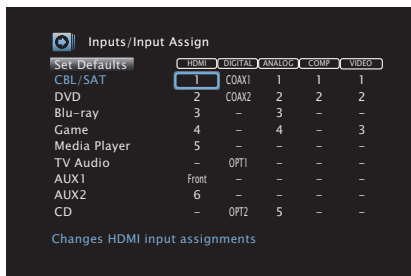 Inputs/Input Assign
Set Defaults HDMI DIGITAL ANALOG COMP VIDEO
CBL/SAT 1 COAX1 1 1 1
DVD 2 COAX2 2 2 2
Blu-ray 3 – 3 – –
Game 4 – 4 – 3
Media Player 5 – – – –
TV Audio – OPT1 – – –
AUX1 Front – – – –
AUX2 6 – – – –
CD – OPT2 5 – –
Changes HDMI input assignments